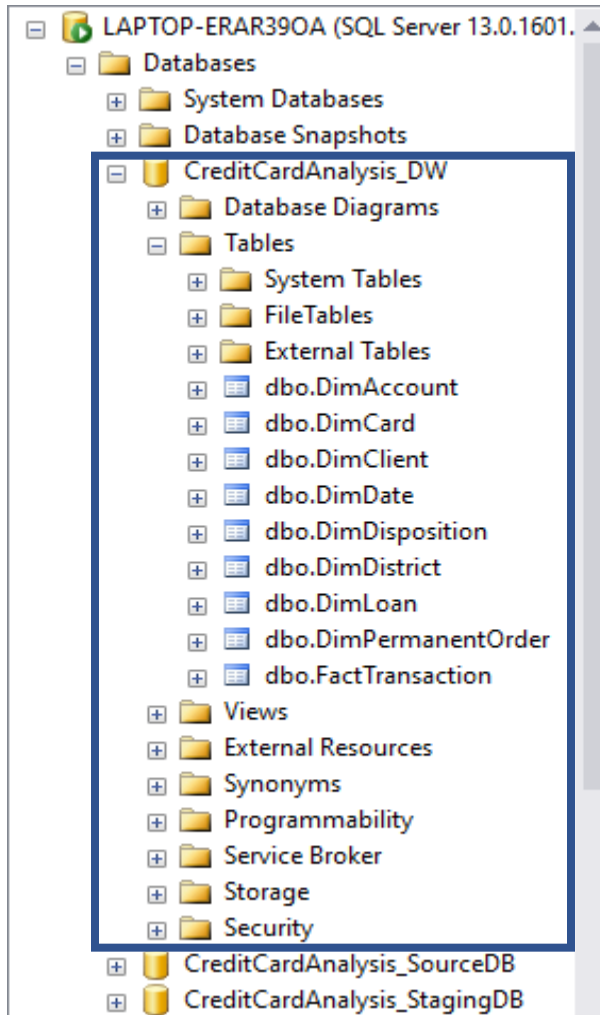 LAPTOP-ERAR39OA (SQL Server 13.0.1601.
Databases
System Databases
Database Snapshots
CreditCardAnalysis_DW
Database Diagrams
Tables
System Tables
FileTables
External Tables
dbo.DimAccount
dbo.DimCard
dbo.DimClient
dbo.DimDate
dbo.DimDisposition
dbo.DimDistrict
dbo.DimLoan
dbo.DimPermanentOrder
dbo.FactTransaction
Views
External Resources
Synonyms
Programmability
Service Broker
Storage
Security
CreditCardAnalysis_SourceDB
CreditCardAnalysis_StagingDB